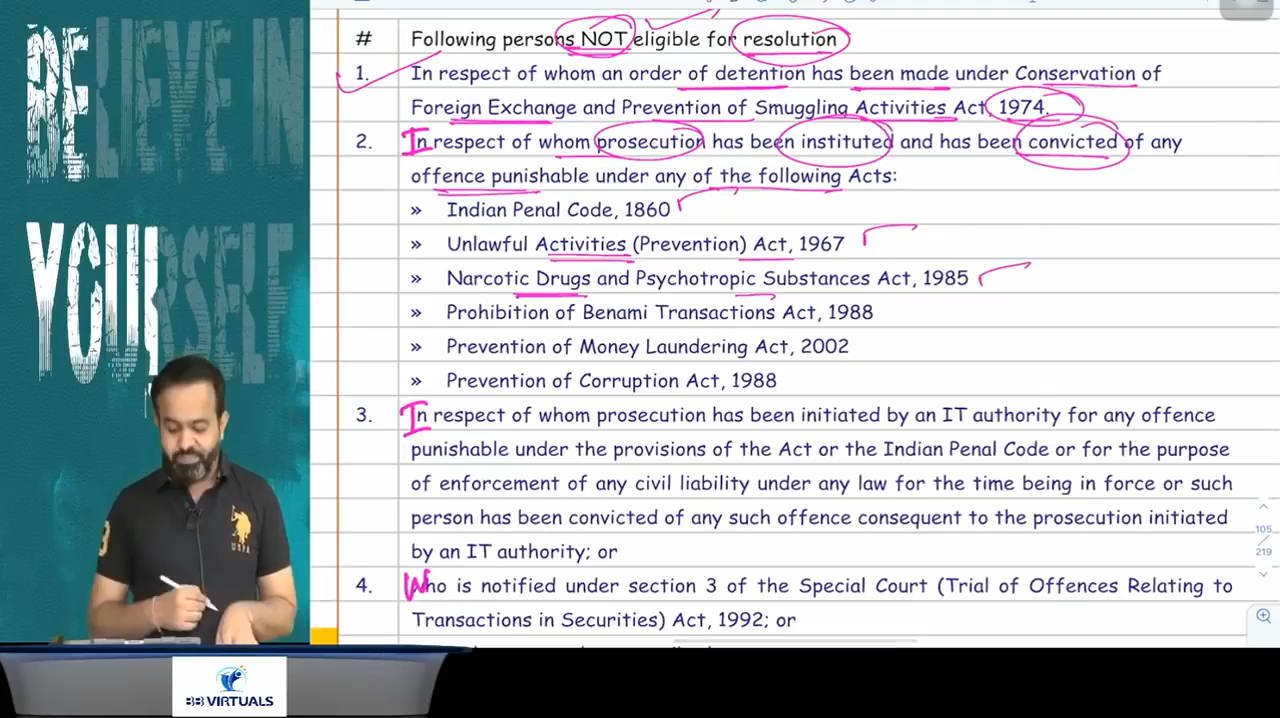 BELIEVE IN
YOURSELF.
# Following persons NOT eligible for resolution
1. In respect of whom an order of detention has been made under Conservation of
Foreign Exchange and Prevention of Smuggling Activities Act, 1974.
2. In respect of whom prosecution has been instituted and has been convicted of any
offence punishable under any of the following Acts:
» Indian Penal Code, 1860
» Unlawful Activities (Prevention) Act, 1967
» Narcotic Drugs and Psychotropic Substances Act, 1985
» Prohibition of Benami Transactions Act, 1988
» Prevention of Money Laundering Act, 2002
» Prevention of Corruption Act, 1988
3. In respect of whom prosecution has been initiated by an IT authority for any offence
punishable under the provisions of the Act or the Indian Penal Code or for the purpose
of enforcement of any civil liability under any law for the time being in force or such
person has been convicted of any such offence consequent to the prosecution initiated
by an IT authority; or
4. Who is notified under section 3 of the Special Court (Trial of Offences Relating to
Transactions in Securities) Act, 1992; or
105
219
3
USPA
BB VIRTUALS